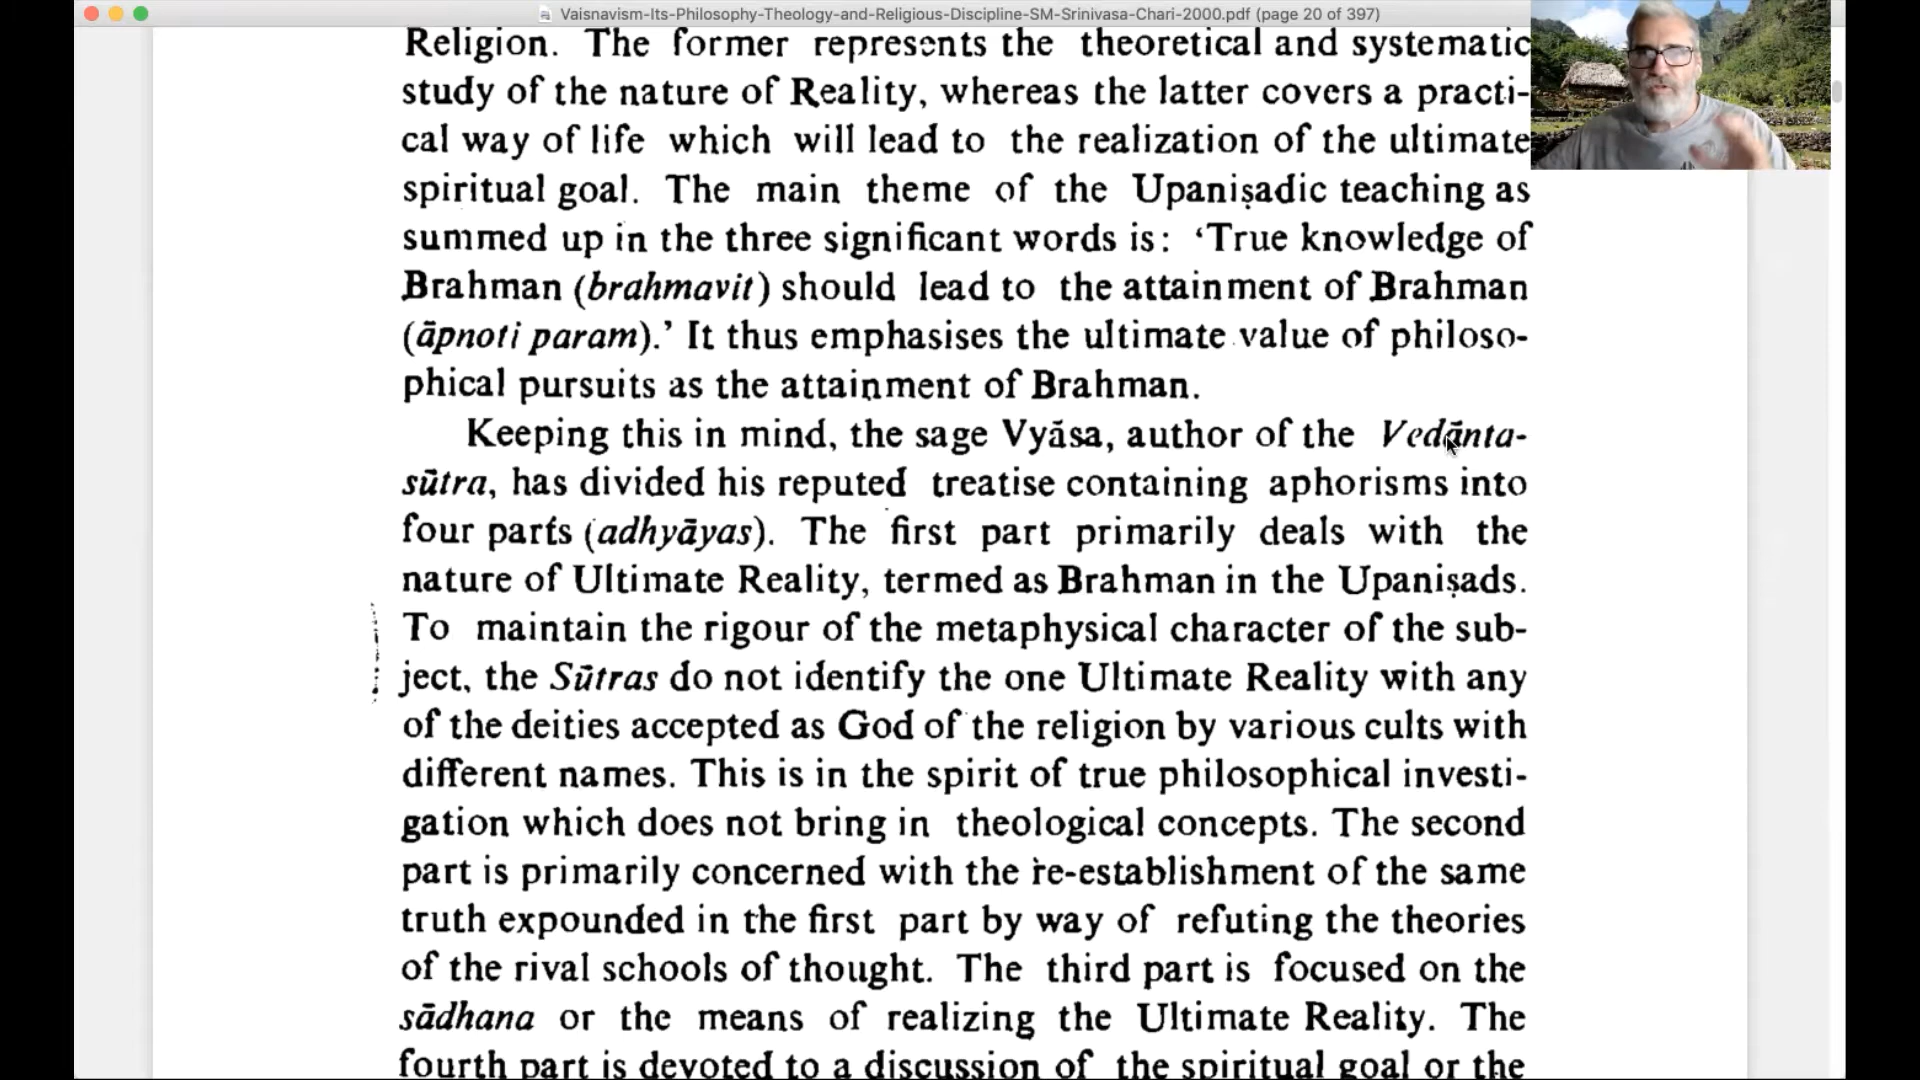 Vaisnavism-Its-Philosophy-Theology-and-Religious-Discipline-SM-Srinivasa-Chari-2000.pdf (page 20 of 397)
Religion. The former represents the theoretical and systematic
study of the nature of Reality, whereas the latter covers a practi-
cal way of life which will lead to the realization of the ultimate
spiritual goal. The main theme of the Upaniṣadic teaching as
summed up in the three significant words is: ‘True knowledge of
Brahman (brahmavit) should lead to the attainment of Brahman
(āpnoti param).’ It thus emphasises the ultimate value of philoso-
phical pursuits as the attainment of Brahman.
Keeping this in mind, the sage Vyāsa, author of the Vedānta-
sūtra, has divided his reputed treatise containing aphorisms into
four parts (adhyāyas). The first part primarily deals with the
nature of Ultimate Reality, termed as Brahman in the Upaniṣads.
To maintain the rigour of the metaphysical character of the sub-
ject, the Sūtras do not identify the one Ultimate Reality with any
of the deities accepted as God of the religion by various cults with
different names. This is in the spirit of true philosophical investi-
gation which does not bring in theological concepts. The second
part is primarily concerned with the re-establishment of the same
truth expounded in the first part by way of refuting the theories
of the rival schools of thought. The third part is focused on the
sādhana or the means of realizing the Ultimate Reality. The
fourth part is devoted to a discussion of the spiritual goal or the